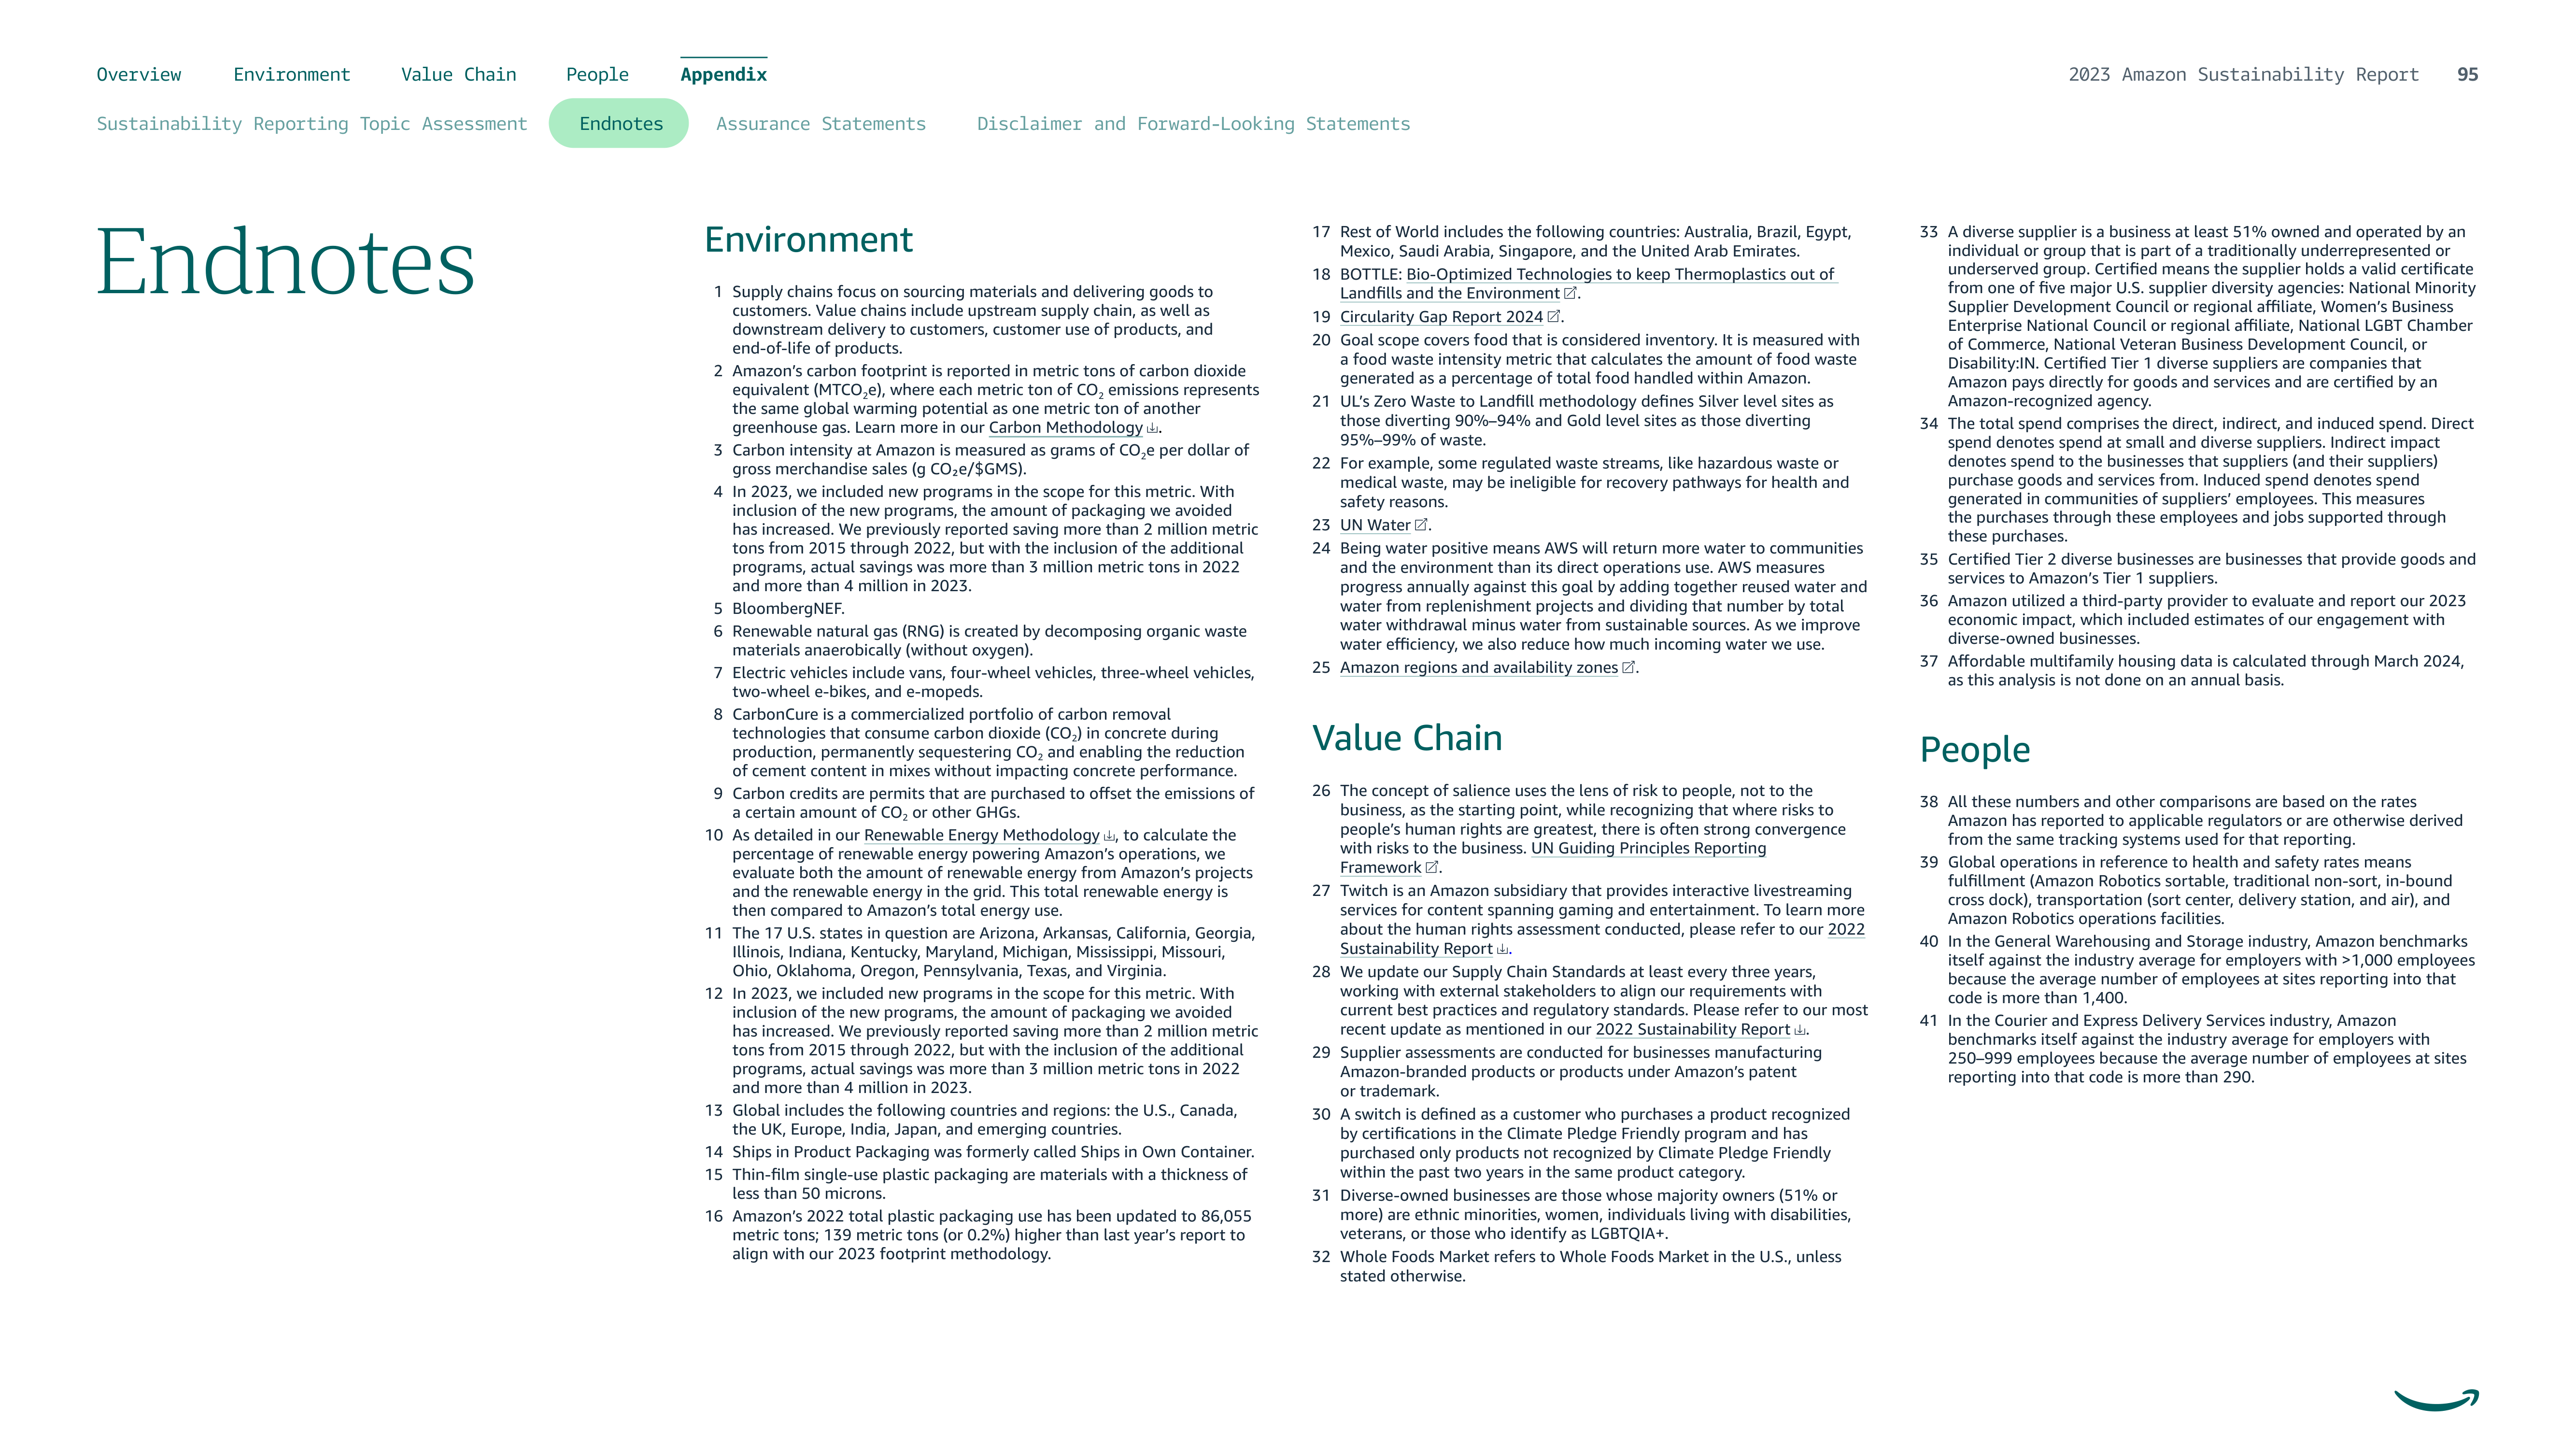 Overview Environment Value Chain People Appendix
2023 Amazon Sustainability Report 95
Sustainability Reporting Topic Assessment Endnotes Assurance Statements Disclaimer and Forward-Looking Statements
Endnotes
Environment
1 Supply chains focus on sourcing materials and delivering goods to
customers. Value chains include upstream supply chain, as well as
downstream delivery to customers, customer use of products, and
end-of-life of products.
2 Amazon’s carbon footprint is reported in metric tons of carbon dioxide
equivalent (MTCO₂e), where each metric ton of CO₂ emissions represents
the same global warming potential as one metric ton of another
greenhouse gas. Learn more in our Carbon Methodology.
3 Carbon intensity at Amazon is measured as grams of CO₂e per dollar of
gross merchandise sales (g CO₂e/$GMS).
4 In 2023, we included new programs in the scope for this metric. With
inclusion of the new programs, the amount of packaging we avoided
has increased. We previously reported saving more than 2 million metric
tons from 2015 through 2022, but with the inclusion of the additional
programs, actual savings was more than 3 million metric tons in 2022
and more than 4 million in 2023.
5 BloombergNEF.
6 Renewable natural gas (RNG) is created by decomposing organic waste
materials anaerobically (without oxygen).
7 Electric vehicles include vans, four-wheel vehicles, three-wheel vehicles,
two-wheel e-bikes, and e-mopeds.
8 CarbonCure is a commercialized portfolio of carbon removal
technologies that consume carbon dioxide (CO₂) in concrete during
production, permanently sequestering CO₂ and enabling the reduction
of cement content in mixes without impacting concrete performance.
9 Carbon credits are permits that are purchased to offset the emissions of
a certain amount of CO₂ or other GHGs.
10 As detailed in our Renewable Energy Methodology, to calculate the
percentage of renewable energy powering Amazon’s operations, we
evaluate both the amount of renewable energy from Amazon’s projects
and the renewable energy in the grid. This total renewable energy is
then compared to Amazon’s total energy use.
11 The 17 U.S. states in question are Arizona, Arkansas, California, Georgia,
Illinois, Indiana, Kentucky, Maryland, Michigan, Mississippi, Missouri,
Ohio, Oklahoma, Oregon, Pennsylvania, Texas, and Virginia.
12 In 2023, we included new programs in the scope for this metric. With
inclusion of the new programs, the amount of packaging we avoided
has increased. We previously reported saving more than 2 million metric
tons from 2015 through 2022, but with the inclusion of the additional
programs, actual savings was more than 3 million metric tons in 2022
and more than 4 million in 2023.
13 Global includes the following countries and regions: the U.S., Canada,
the UK, Europe, India, Japan, and emerging countries.
14 Ships in Product Packaging was formerly called Ships in Own Container.
15 Thin-film single-use plastic packaging are materials with a thickness of
less than 50 microns.
16 Amazon’s 2022 total plastic packaging use has been updated to 86,055
metric tons; 139 metric tons (or 0.2%) higher than last year’s report to
align with our 2023 footprint methodology.
17 Rest of World includes the following countries: Australia, Brazil, Egypt,
Mexico, Saudi Arabia, Singapore, and the United Arab Emirates.
18 BOTTLE: Bio-Optimized Technologies to keep Thermoplastics out of
Landfills and the Environment.
19 Circularity Gap Report 2024.
20 Goal scope covers food that is considered inventory. It is measured with
a food waste intensity metric that calculates the amount of food waste
generated as a percentage of total food handled within Amazon.
21 UL’s Zero Waste to Landfill methodology defines Silver level sites as
those diverting 90%–94% and Gold level sites as those diverting
95%–99% of waste.
22 For example, some regulated waste streams, like hazardous waste or
medical waste, may be ineligible for recovery pathways for health and
safety reasons.
23 UN Water.
24 Being water positive means AWS will return more water to communities
and the environment than its direct operations use. AWS measures
progress annually against this goal by adding together reused water and
water from replenishment projects and dividing that number by total
water withdrawal minus water from sustainable sources. As we improve
water efficiency, we also reduce how much incoming water we use.
25 Amazon regions and availability zones.
Value Chain
26 The concept of salience uses the lens of risk to people, not to the
business, as the starting point, while recognizing that where risks to
people’s human rights are greatest, there is often strong convergence
with risks to the business. UN Guiding Principles Reporting
Framework.
27 Twitch is an Amazon subsidiary that provides interactive livestreaming
services for content spanning gaming and entertainment. To learn more
about the human rights assessment conducted, please refer to our 2022
Sustainability Report.
28 We update our Supply Chain Standards at least every three years,
working with external stakeholders to align our requirements with
current best practices and regulatory standards. Please refer to our most
recent update as mentioned in our 2022 Sustainability Report.
29 Supplier assessments are conducted for businesses manufacturing
Amazon-branded products or products under Amazon’s patent
or trademark.
30 A switch is defined as a customer who purchases a product recognized
by certifications in the Climate Pledge Friendly program and has
purchased only products not recognized by Climate Pledge Friendly
within the past two years in the same product category.
31 Diverse-owned businesses are those whose majority owners (51% or
more) are ethnic minorities, women, individuals living with disabilities,
veterans, or those who identify as LGBTQIA+.
32 Whole Foods Market refers to Whole Foods Market in the U.S., unless
stated otherwise.
33 A diverse supplier is a business at least 51% owned and operated by an
individual or group that is part of a traditionally underrepresented or
underserved group. Certified means the supplier holds a valid certificate
from one of five major U.S. supplier diversity agencies: National Minority
Supplier Development Council or regional affiliate, Women’s Business
Enterprise National Council or regional affiliate, National LGBT Chamber
of Commerce, National Veteran Business Development Council, or
Disability:IN. Certified Tier 1 diverse suppliers are companies that
Amazon pays directly for goods and services and are certified by an
Amazon-recognized agency.
34 The total spend comprises the direct, indirect, and induced spend. Direct
spend denotes spend at small and diverse suppliers. Indirect impact
denotes spend to the businesses that suppliers (and their suppliers)
purchase goods and services from. Induced spend denotes spend
generated in communities of suppliers’ employees. This measures
the purchases through these employees and jobs supported through
these purchases.
35 Certified Tier 2 diverse businesses are businesses that provide goods and
services to Amazon’s Tier 1 suppliers.
36 Amazon utilized a third-party provider to evaluate and report our 2023
economic impact, which included estimates of our engagement with
diverse-owned businesses.
37 Affordable multifamily housing data is calculated through March 2024,
as this analysis is not done on an annual basis.
People
38 All these numbers and other comparisons are based on the rates
Amazon has reported to applicable regulators or are otherwise derived
from the same tracking systems used for that reporting.
39 Global operations in reference to health and safety rates means
fulfillment (Amazon Robotics sortable, traditional non-sort, in-bound
cross dock), transportation (sort center, delivery station, and air), and
Amazon Robotics operations facilities.
40 In the General Warehousing and Storage industry, Amazon benchmarks
itself against the industry average for employers with >1,000 employees
because the average number of employees at sites reporting into that
code is more than 1,400.
41 In the Courier and Express Delivery Services industry, Amazon
benchmarks itself against the industry average for employers with
250–999 employees because the average number of employees at sites
reporting into that code is more than 290.